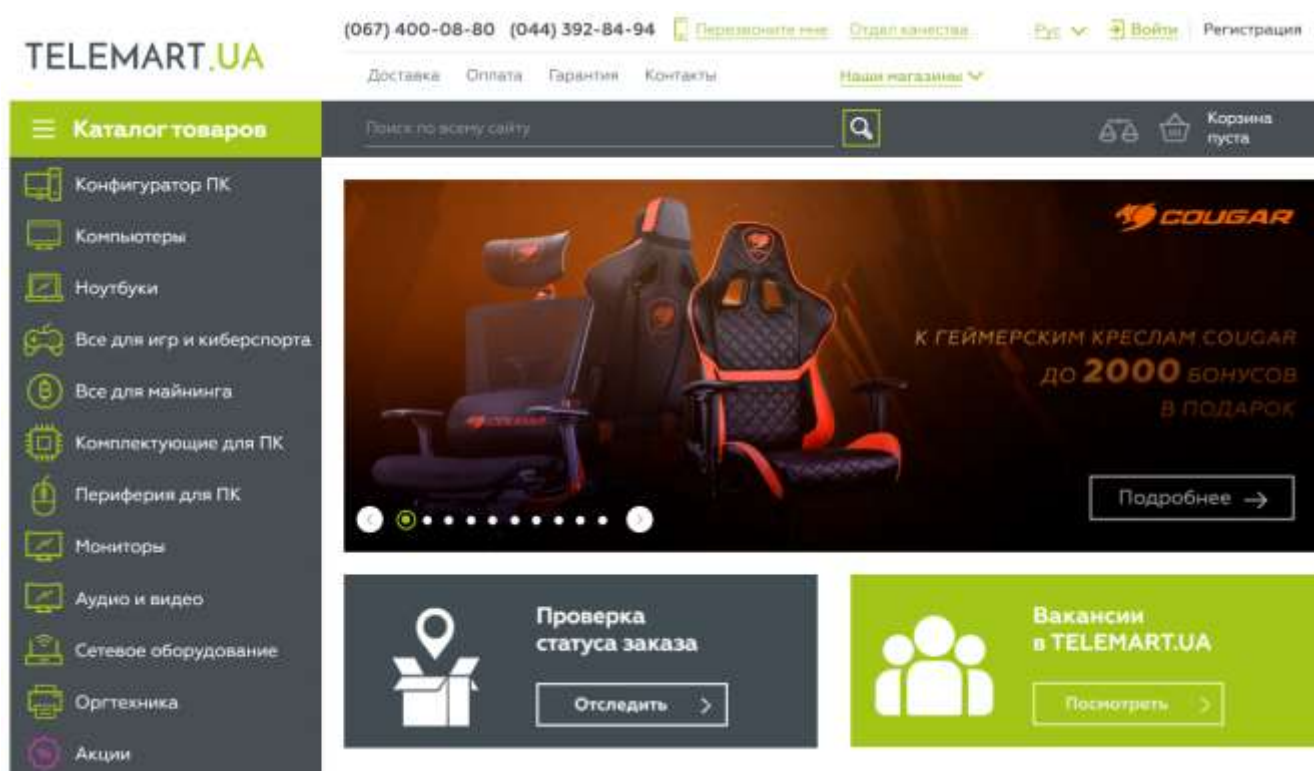 (067) 400-08-80 (044) 392-84-94 Перезвоните мне Отдел качества Рус Войти Регистрация
TELEMART.UA
Доставка Оплата Гарантия Контакты Наши магазины
Каталог товаров
Поиск по всему сайту
Корзина
пуста
Конфигуратор ПК
Компьютеры
Ноутбуки
Все для игр и киберспорта
Все для майнинга
Комплектующие для ПК
Периферия для ПК
Мониторы
Аудио и видео
Сетевое оборудование
Оргтехника
Акции
COUGAR
К ГЕЙМЕРСКИМ КРЕСЛАМ COUGAR
ДО 2000 БОНУСОВ
В ПОДАРОК
Подробнее
Проверка
статуса заказа
Отследить
Вакансии
в TELEMART.UA
Посмотреть